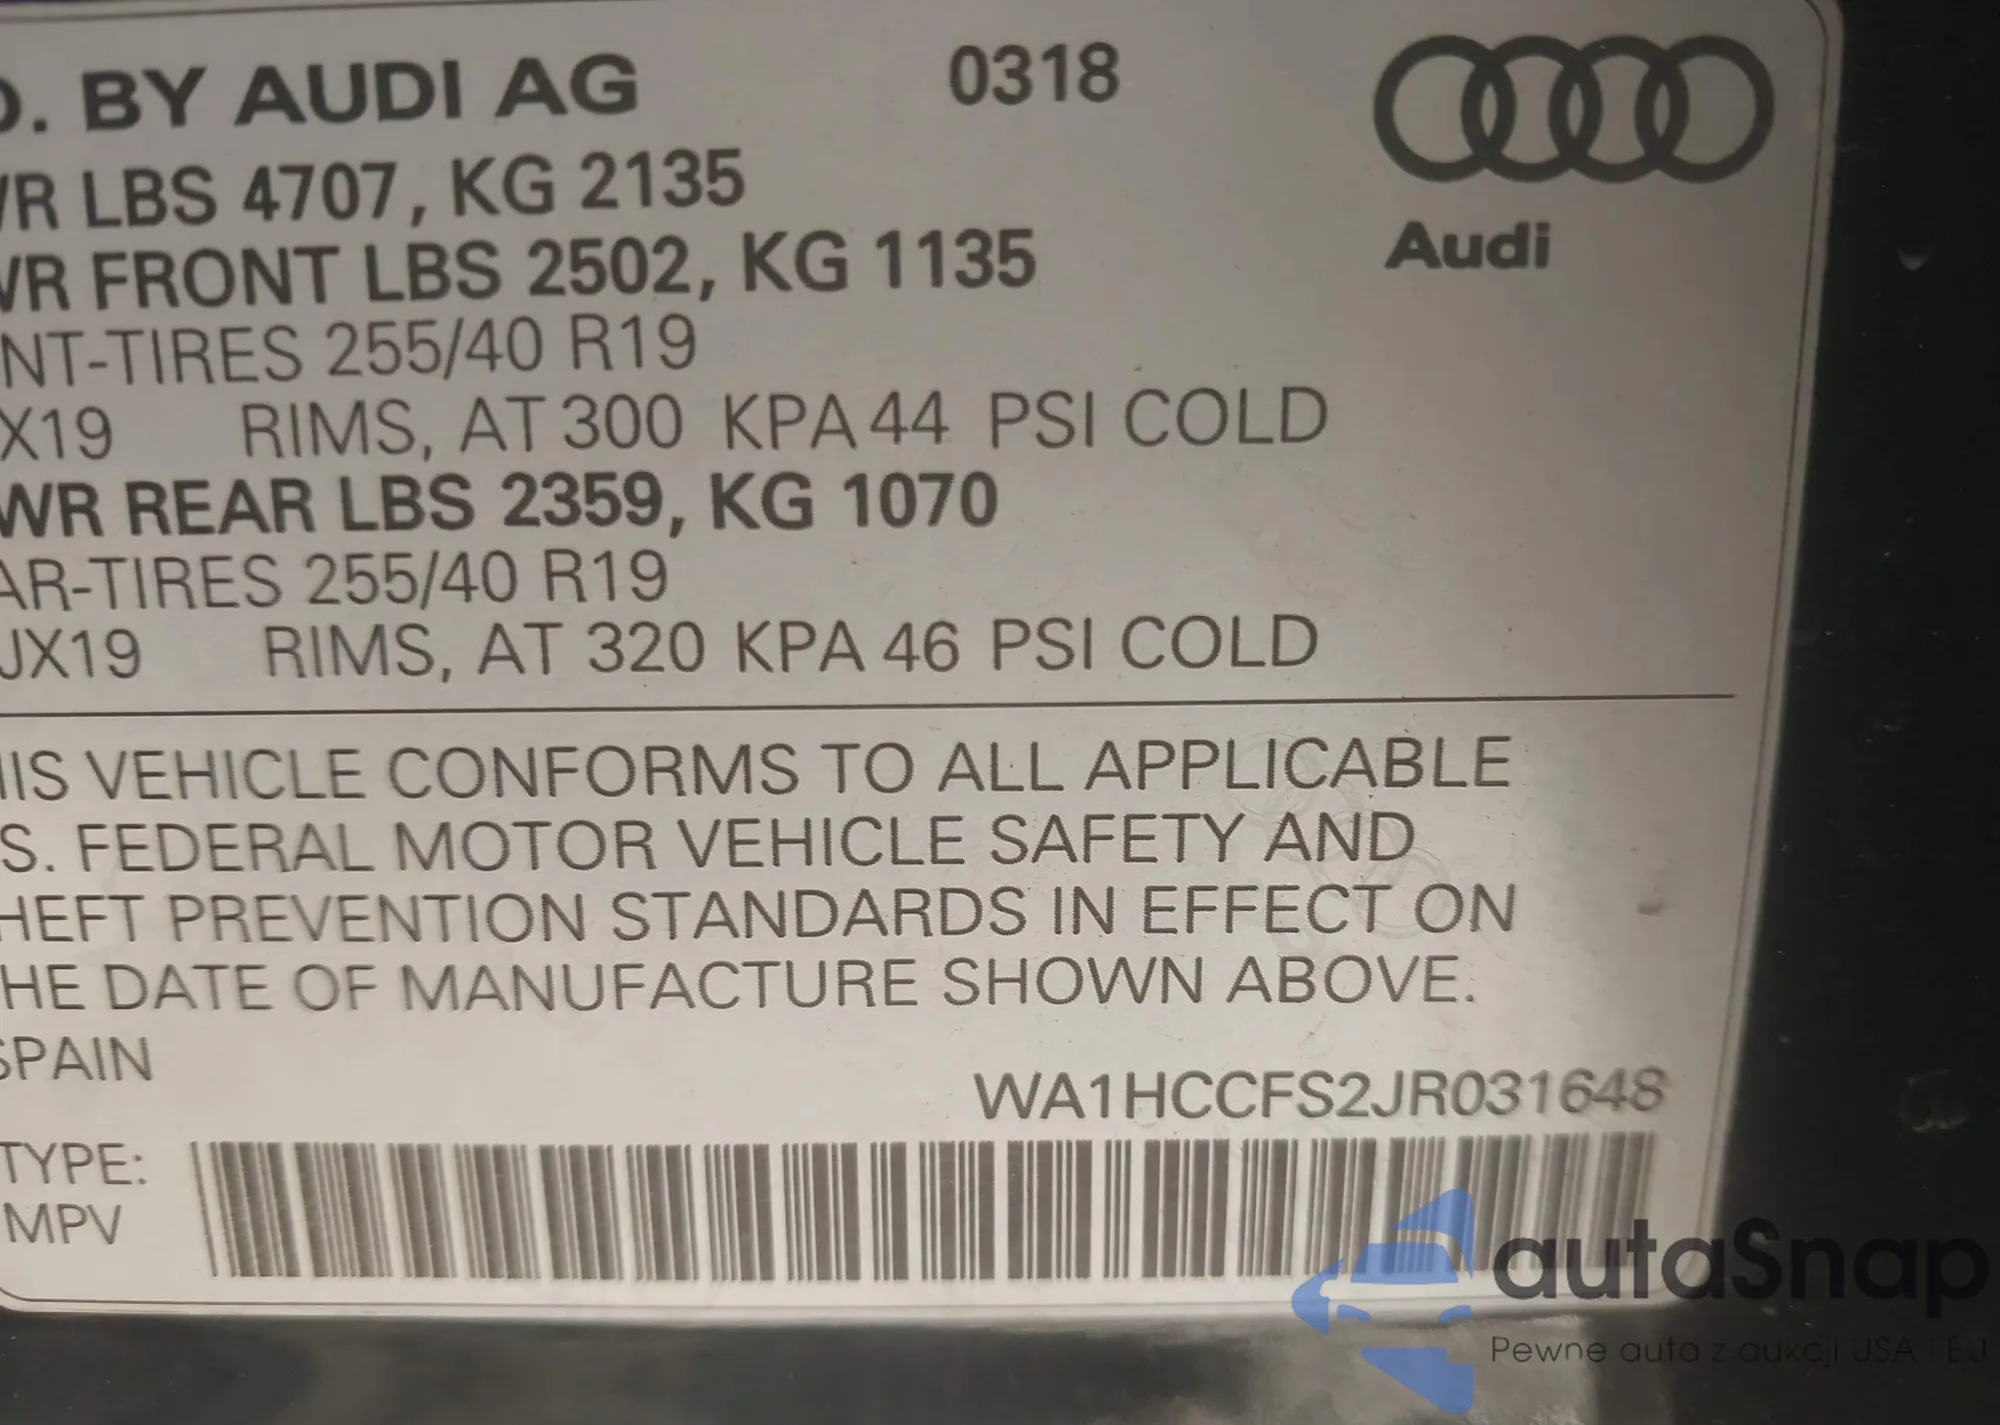 D. BY AUDI AG 0318
WR LBS 4707, KG 2135
WR FRONT LBS 2502, KG 1135
Audi
NT-TIRES 255/40 R19
X19 RIMS, AT 300 KPA 44 PSI COLD
WR REAR LBS 2359, KG 1070
AR-TIRES 255/40 R19
JX19 RIMS, AT 320 KPA 46 PSI COLD
HIS VEHICLE CONFORMS TO ALL APPLICABLE
S. FEDERAL MOTOR VEHICLE SAFETY AND
HEFT PREVENTION STANDARDS IN EFFECT ON
HE DATE OF MANUFACTURE SHOWN ABOVE.
SPAIN
WA1HCCFS2JR031648
TYPE:
MPV
autaSnap
Pewne auta z aukcji USA i EU